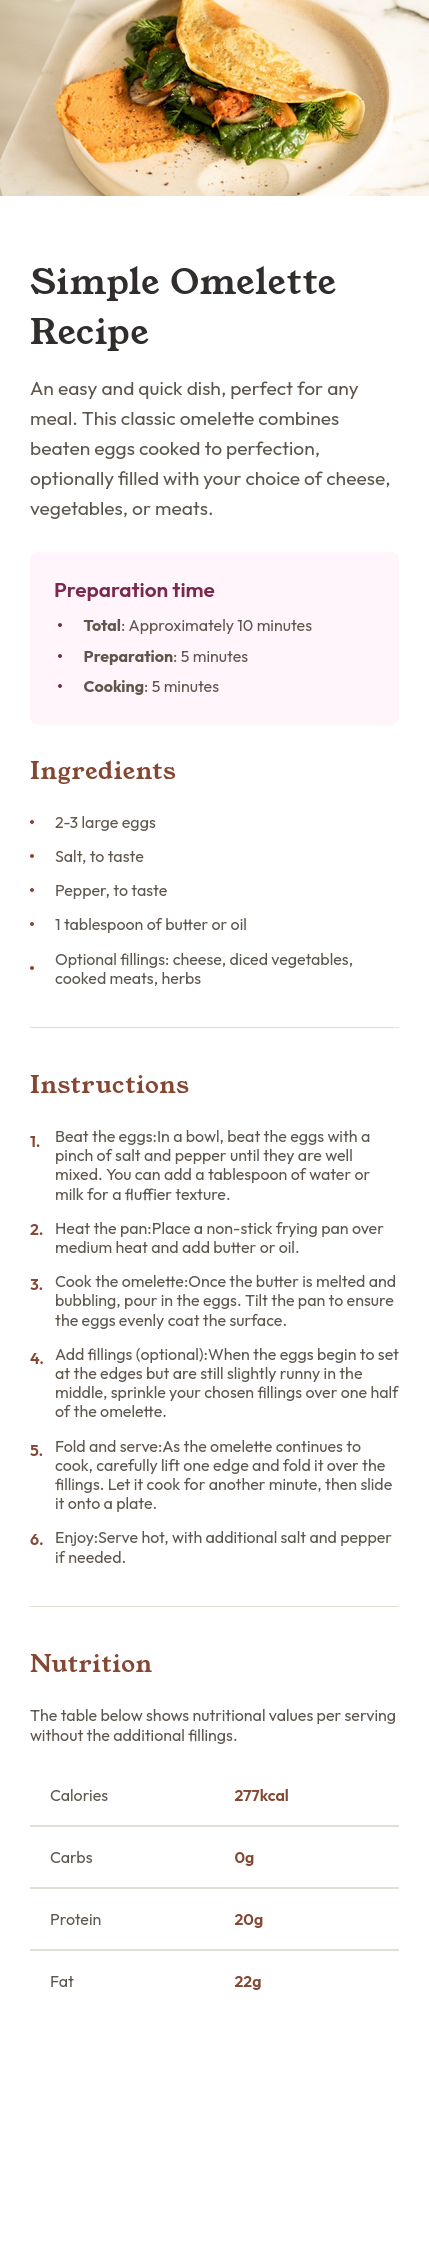 Simple Omelette
Recipe
An easy and quick dish, perfect for any
meal. This classic omelette combines
beaten eggs cooked to perfection,
optionally filled with your choice of cheese,
vegetables, or meats.
Preparation time
• Total: Approximately 10 minutes
• Preparation: 5 minutes
• Cooking: 5 minutes
Ingredients
• 2-3 large eggs
• Salt, to taste
• Pepper, to taste
• 1 tablespoon of butter or oil
• Optional fillings: cheese, diced vegetables,
cooked meats, herbs
Instructions
1. Beat the eggs:In a bowl, beat the eggs with a
pinch of salt and pepper until they are well
mixed. You can add a tablespoon of water or
milk for a fluffier texture.
2. Heat the pan:Place a non-stick frying pan over
medium heat and add butter or oil.
3. Cook the omelette:Once the butter is melted and
bubbling, pour in the eggs. Tilt the pan to ensure
the eggs evenly coat the surface.
4. Add fillings (optional):When the eggs begin to set
at the edges but are still slightly runny in the
middle, sprinkle your chosen fillings over one half
of the omelette.
5. Fold and serve:As the omelette continues to
cook, carefully lift one edge and fold it over the
fillings. Let it cook for another minute, then slide
it onto a plate.
6. Enjoy:Serve hot, with additional salt and pepper
if needed.
Nutrition
The table below shows nutritional values per serving
without the additional fillings.
Calories 277kcal
Carbs 0g
Protein 20g
Fat 22g